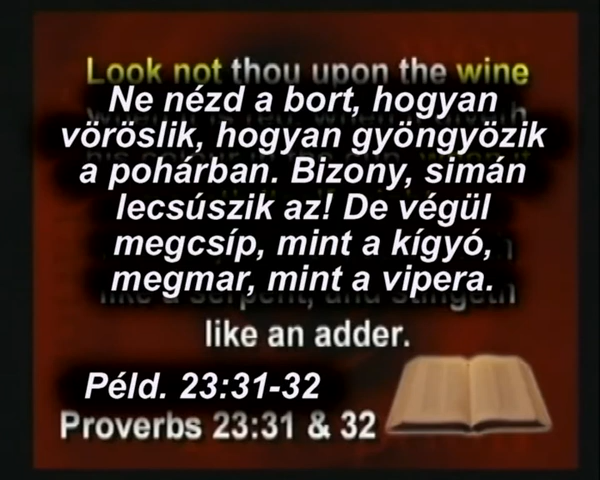 Look not thou upon the wine
Ne nézd a bort, hogyan
vöröslik, hogyan gyöngyözik
a pohárban. Bizony, simán
lecsúszik az! De végül
megcsíp, mint a kígyó,
megmar, mint a vipera.
like an adder.
Péld. 23:31-32
Proverbs 23:31 & 32